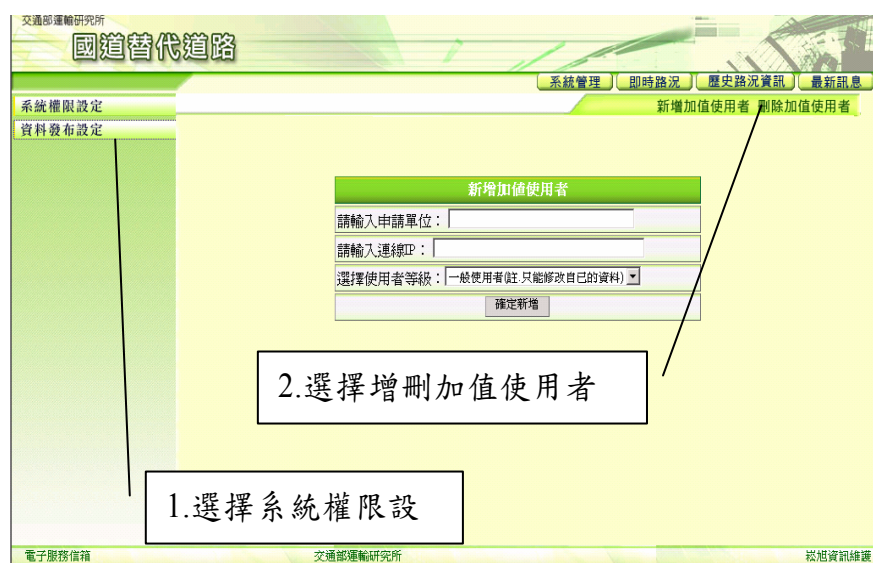 交通部運輸研究所
國道替代道路
系統管理 即時路況 歷史路況資訊 最新訊息
系統權限設定
新增加值使用者 刪除加值使用者
資料發布設定
新增加值使用者
請輸入申請單位：
請輸入連線IP：
選擇使用者等級： 一般使用者(註.只能修改自已的資料)
確定新增
2.選擇增刪加值使用者
1.選擇系統權限設
電子服務信箱 交通部運輸研究所 崧旭資訊維護